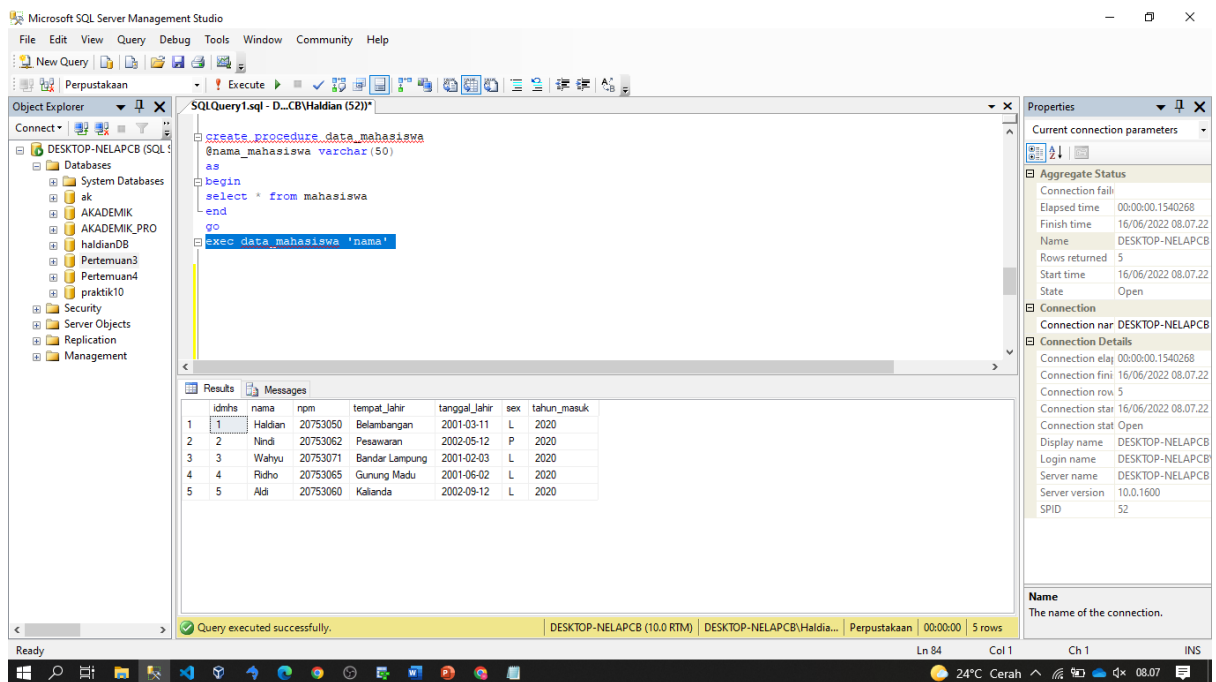 Microsoft SQL Server Management Studio
File Edit View Query Debug Tools Window Community Help
New Query
Perpustakaan Execute
Object Explorer
Connect
DESKTOP-NELAPCB (SQL S
Databases
System Databases
ak
AKADEMIK
AKADEMIK_PRO
haldianDB
Pertemuan3
Pertemuan4
praktik10
Security
Server Objects
Replication
Management
SQLQuery1.sql - D...CB\Haldian (52))*
create procedure data_mahasiswa
@nama_mahasiswa varchar(50)
as
begin
select * from mahasiswa
end
go
exec data_mahasiswa 'nama'
Results Messages
idmhs nama npm tempat_lahir tanggal_lahir sex tahun_masuk
1 1 Haldian 20753050 Belambangan 2001-03-11 L 2020
2 2 Nindi 20753062 Pesawaran 2002-05-12 P 2020
3 3 Wahyu 20753071 Bandar Lampung 2001-02-03 L 2020
4 4 Ridho 20753065 Gunung Madu 2001-06-02 L 2020
5 5 Aldi 20753060 Kalianda 2002-09-12 L 2020
Query executed successfully. DESKTOP-NELAPCB (10.0 RTM) DESKTOP-NELAPCB\Haldia... Perpustakaan 00:00:00 5 rows
Properties
Current connection parameters
Aggregate Status
Connection failu
Elapsed time 00:00:00.1540268
Finish time 16/06/2022 08.07.22
Name DESKTOP-NELAPCB
Rows returned 5
Start time 16/06/2022 08.07.22
State Open
Connection
Connection nar DESKTOP-NELAPCB
Connection Details
Connection elap 00:00:00.1540268
Connection fini 16/06/2022 08.07.22
Connection row 5
Connection star 16/06/2022 08.07.22
Connection stat Open
Display name DESKTOP-NELAPCB
Login name DESKTOP-NELAPCB\
Server name DESKTOP-NELAPCB
Server version 10.0.1600
SPID 52
Name
The name of the connection.
Ready Ln 84 Col 1 Ch 1 INS
24°C Cerah 08.07